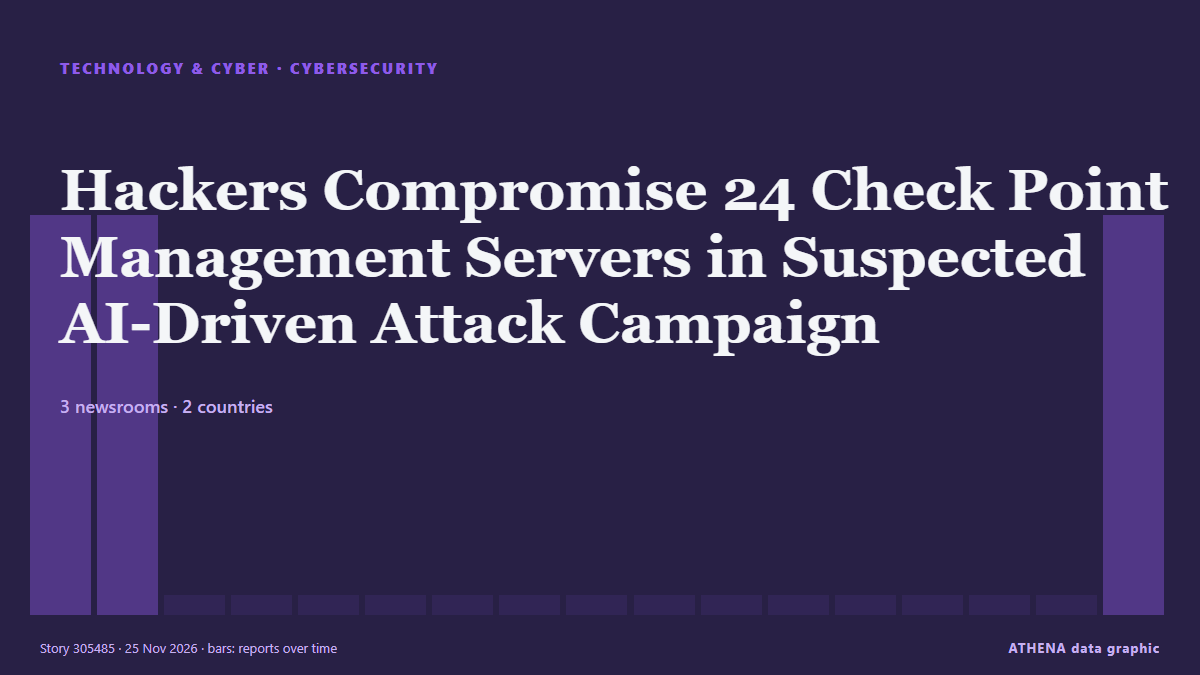 TECHNOLOGY & CYBER · CYBERSECURITY
Hackers Compromise 24 Check Point
Management Servers in Suspected
AI-Driven Attack Campaign
3 newsrooms · 2 countries
Story 305485 · 25 Nov 2026 · bars: reports over time
ATHENA data graphic